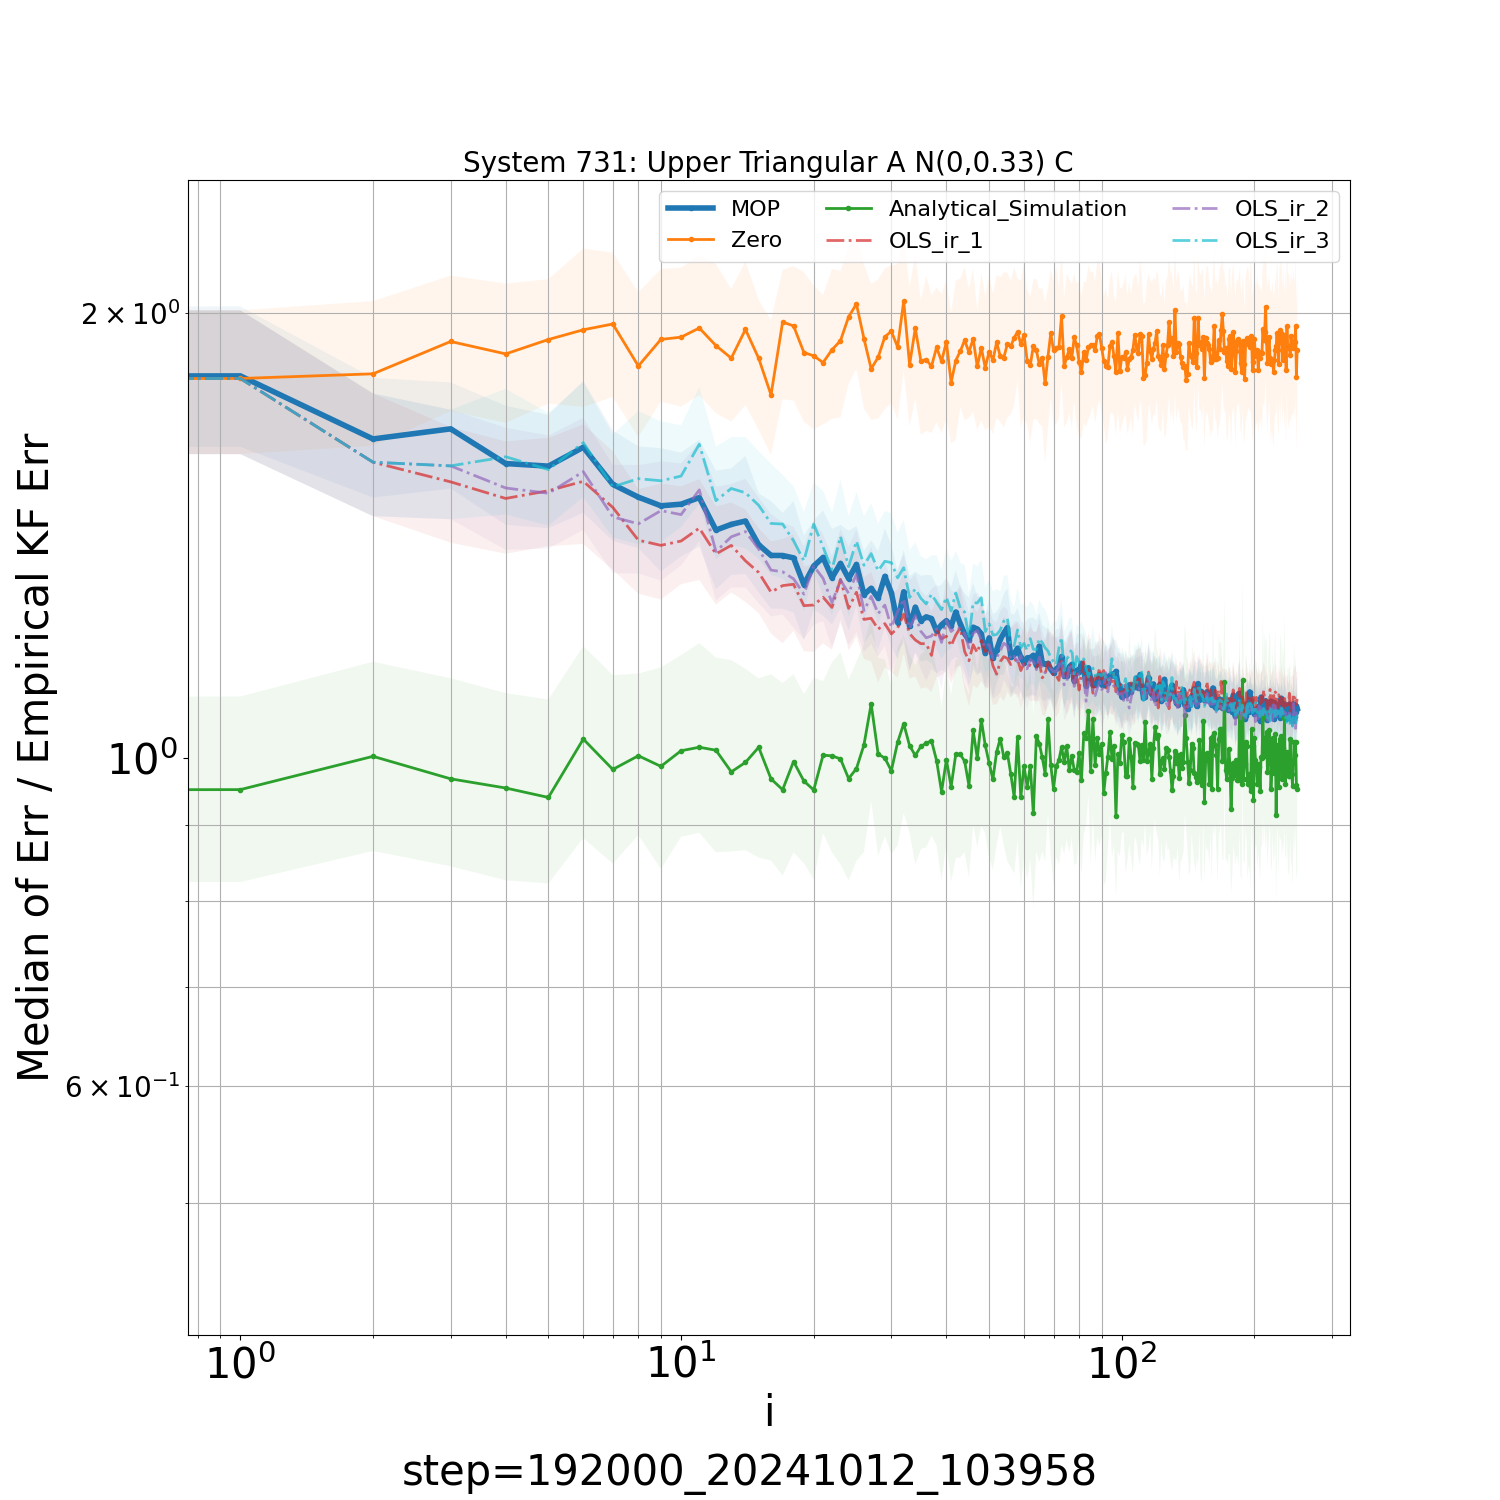 System 731: Upper Triangular A N(0,0.33) C
MOP
Zero
Analytical_Simulation
OLS_ir_1
OLS_ir_2
OLS_ir_3
2 × 10⁰
10⁰
6 × 10⁻¹
Median of Err / Empirical KF Err
10⁰
10¹
10²
i
step=192000_20241012_103958